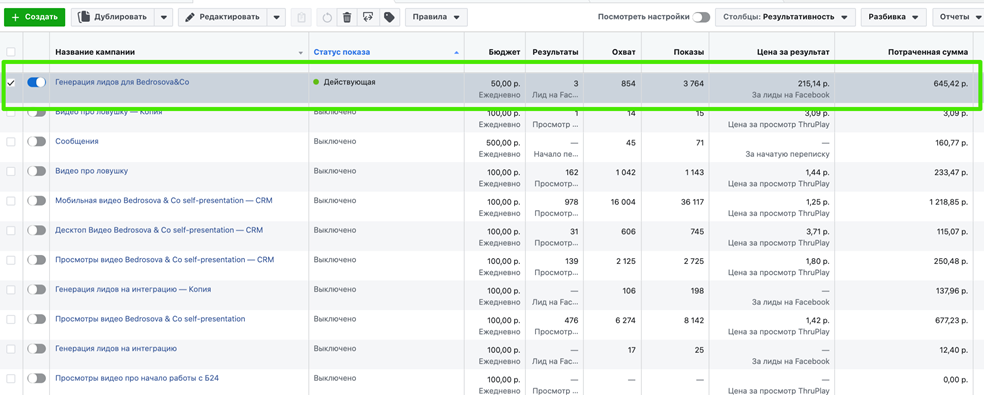 Создать Дублировать Редактировать Правила Посмотреть настройки Столбцы: Результативность Разбивка Отчеты
Название кампании Статус показа Бюджет Результаты Охват Показы Цена за результат Потраченная сумма
Генерация лидов для Bedrosova&Co Действующая 50,00 р. 3 854 3 764 215,14 р. 645,42 р.
Ежедневно Лид на Fac... За лиды на Facebook
Видео про ловушку — Копия Выключено 100,00 р. 1 14 15 3,09 р. 3,09 р.
Ежедневно Просмотр ... Цена за просмотр ThruPlay
Сообщения Выключено 500,00 р. — 45 71 — 160,77 р.
Ежедневно Начало пе... За начатую переписку
Видео про ловушку Выключено 100,00 р. 162 1 042 1 143 1,44 р. 233,47 р.
Ежедневно Просмотр... Цена за просмотр ThruPlay
Мобильная видео Bedrosova & Co self-presentation — CRM Выключено 100,00 р. 978 16 004 36 117 1,25 р. 1 218,85 р.
Ежедневно Просмотр... Цена за просмотр ThruPlay
Десктоп Видео Bedrosova & Co self-presentation — CRM Выключено 100,00 р. 31 606 745 3,71 р. 115,07 р.
Ежедневно Просмотр... Цена за просмотр ThruPlay
Просмотры видео Bedrosova & Co self-presentation — CRM Выключено 100,00 р. 139 2 125 2 725 1,80 р. 250,48 р.
Ежедневно Просмотр... Цена за просмотр ThruPlay
Генерация лидов на интеграцию — Копия Выключено 100,00 р. — 106 198 — 137,96 р.
Ежедневно Лид на Fac... За лиды на Facebook
Просмотры видео Bedrosova & Co self-presentation Выключено 100,00 р. 476 6 274 8 142 1,42 р. 677,23 р.
Ежедневно Просмотр... Цена за просмотр ThruPlay
Генерация лидов на интеграцию Выключено 100,00 р. — 17 25 — 12,40 р.
Ежедневно Лид на Fac... За лиды на Facebook
Просмотры видео про начало работы с Б24 Выключено 100,00 р. — — — — 0,00 р.
Ежедневно Просмотр ... Цена за просмотр ThruPlay